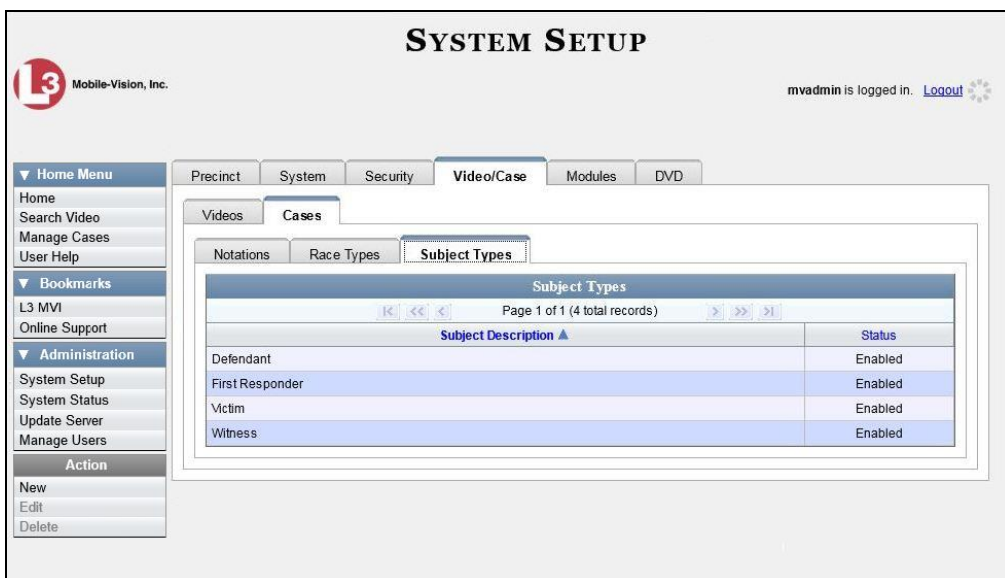 SYSTEM SETUP
L3 Mobile-Vision, Inc.
mvadmin is logged in. Logout
▼ Home Menu
Home
Search Video
Manage Cases
User Help
▼ Bookmarks
L3 MVI
Online Support
▼ Administration
System Setup
System Status
Update Server
Manage Users
Action
New
Edit
Delete
Precinct System Security Video/Case Modules DVD
Videos Cases
Notations Race Types Subject Types
Subject Types
|< << < Page 1 of 1 (4 total records) > >> >|
Subject Description ▲ Status
Defendant Enabled
First Responder Enabled
Victim Enabled
Witness Enabled